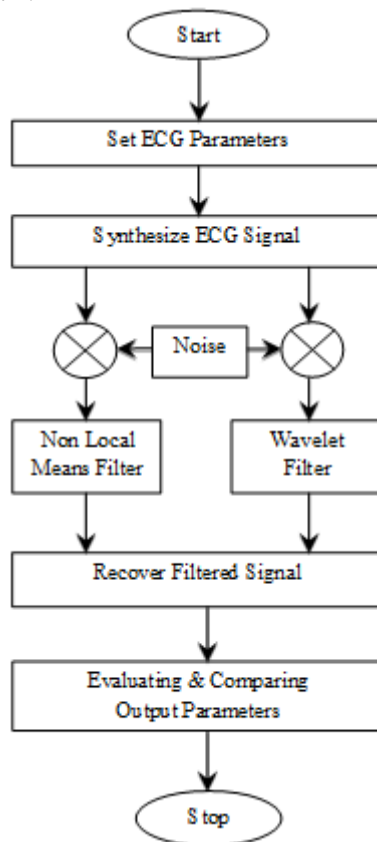 Start
Set ECG Parameters
Synthesize ECG Signal
Noise
Non Local
Means Filter
Wavelet
Filter
Recover Filtered Signal
Evaluating & Comparing
Output Parameters
Stop